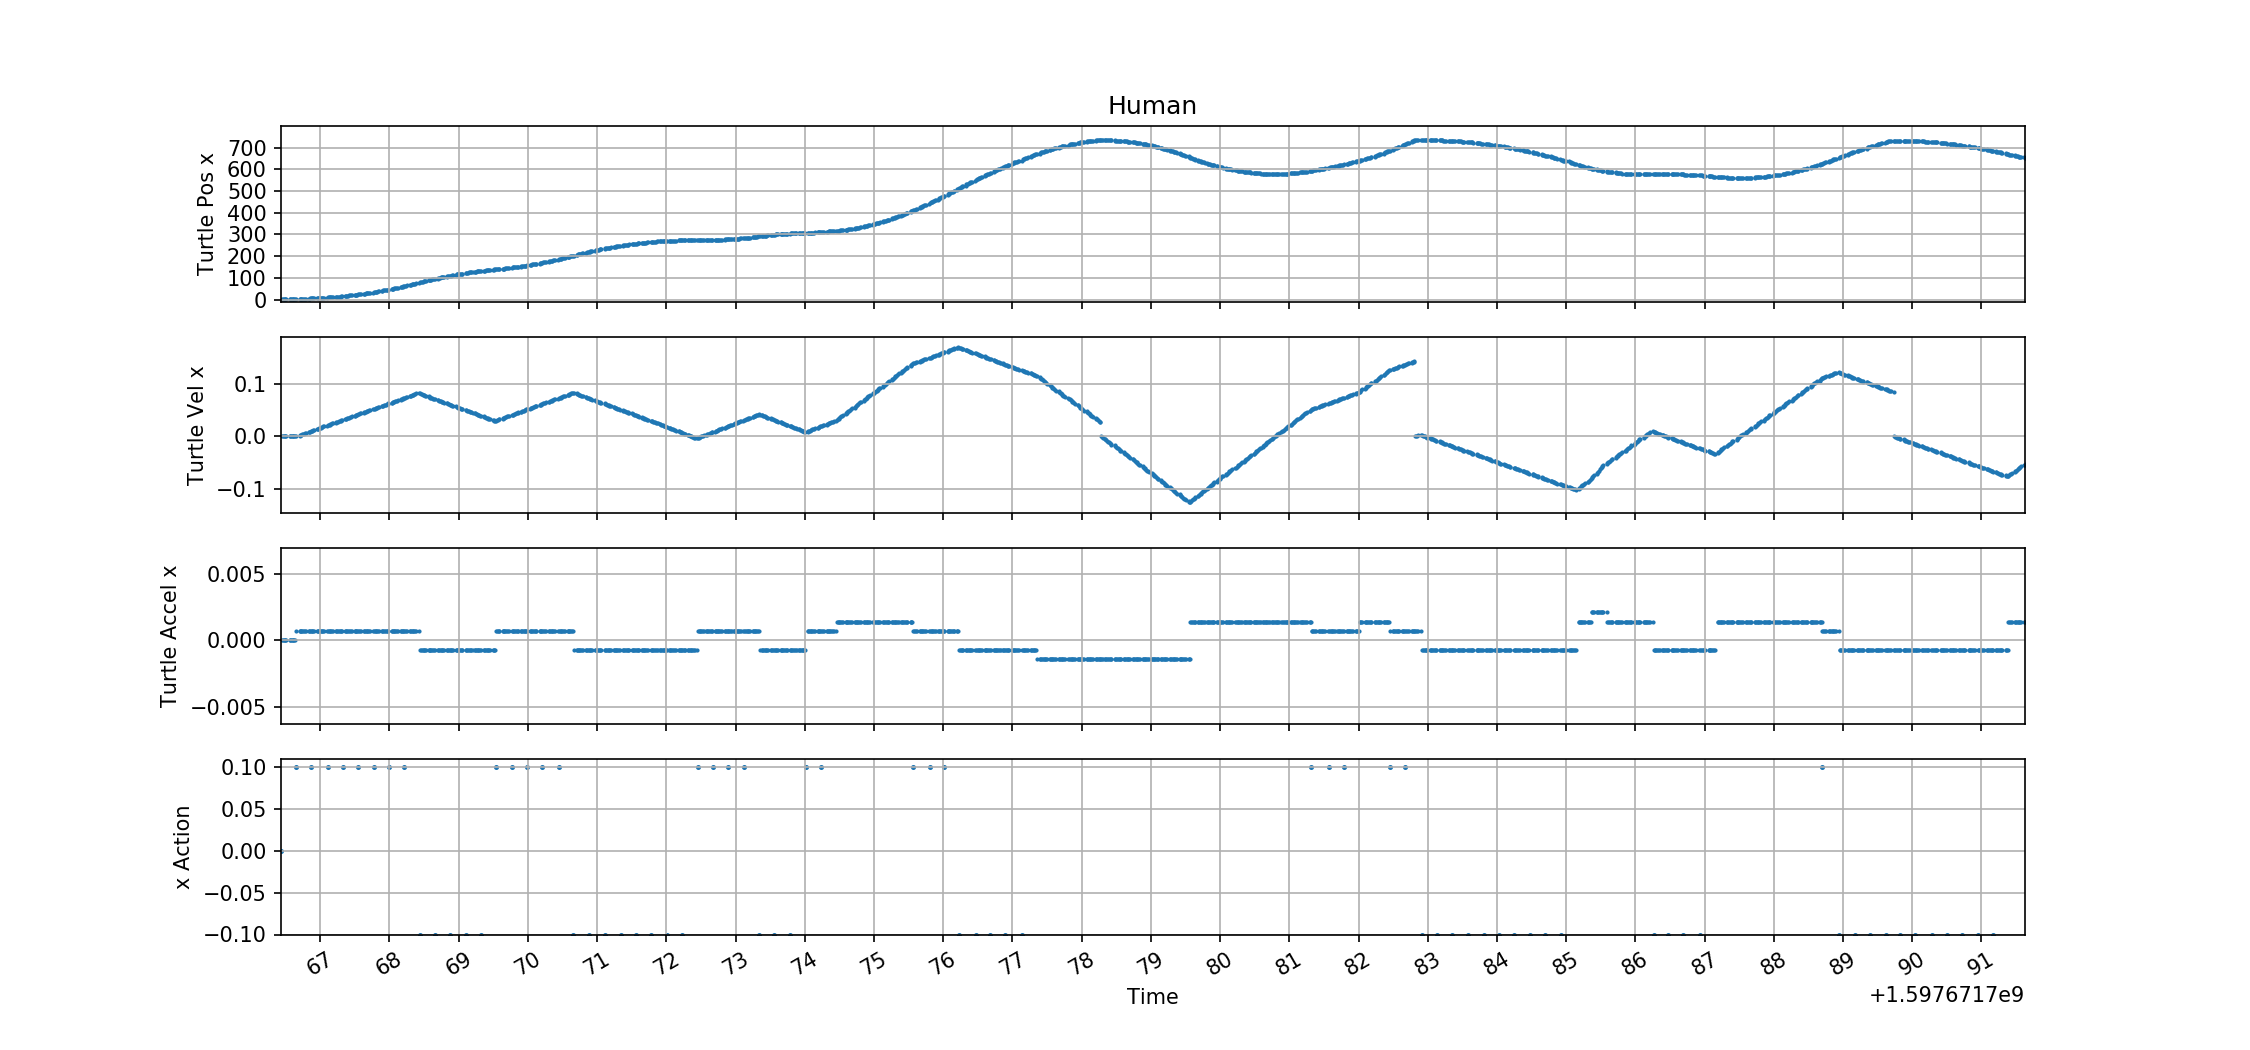 Human
Turtle Pos x
700
600
500
400
300
200
100
0
Turtle Vel x
0.1
0.0
−0.1
Turtle Accel x
0.005
0.000
−0.005
x Action
0.10
0.05
0.00
−0.05
−0.10
67 68 69 70 71 72 73 74 75 76 77 78 79 80 81 82 83 84 85 86 87 88 89 90 91
Time
+1.5976717e9